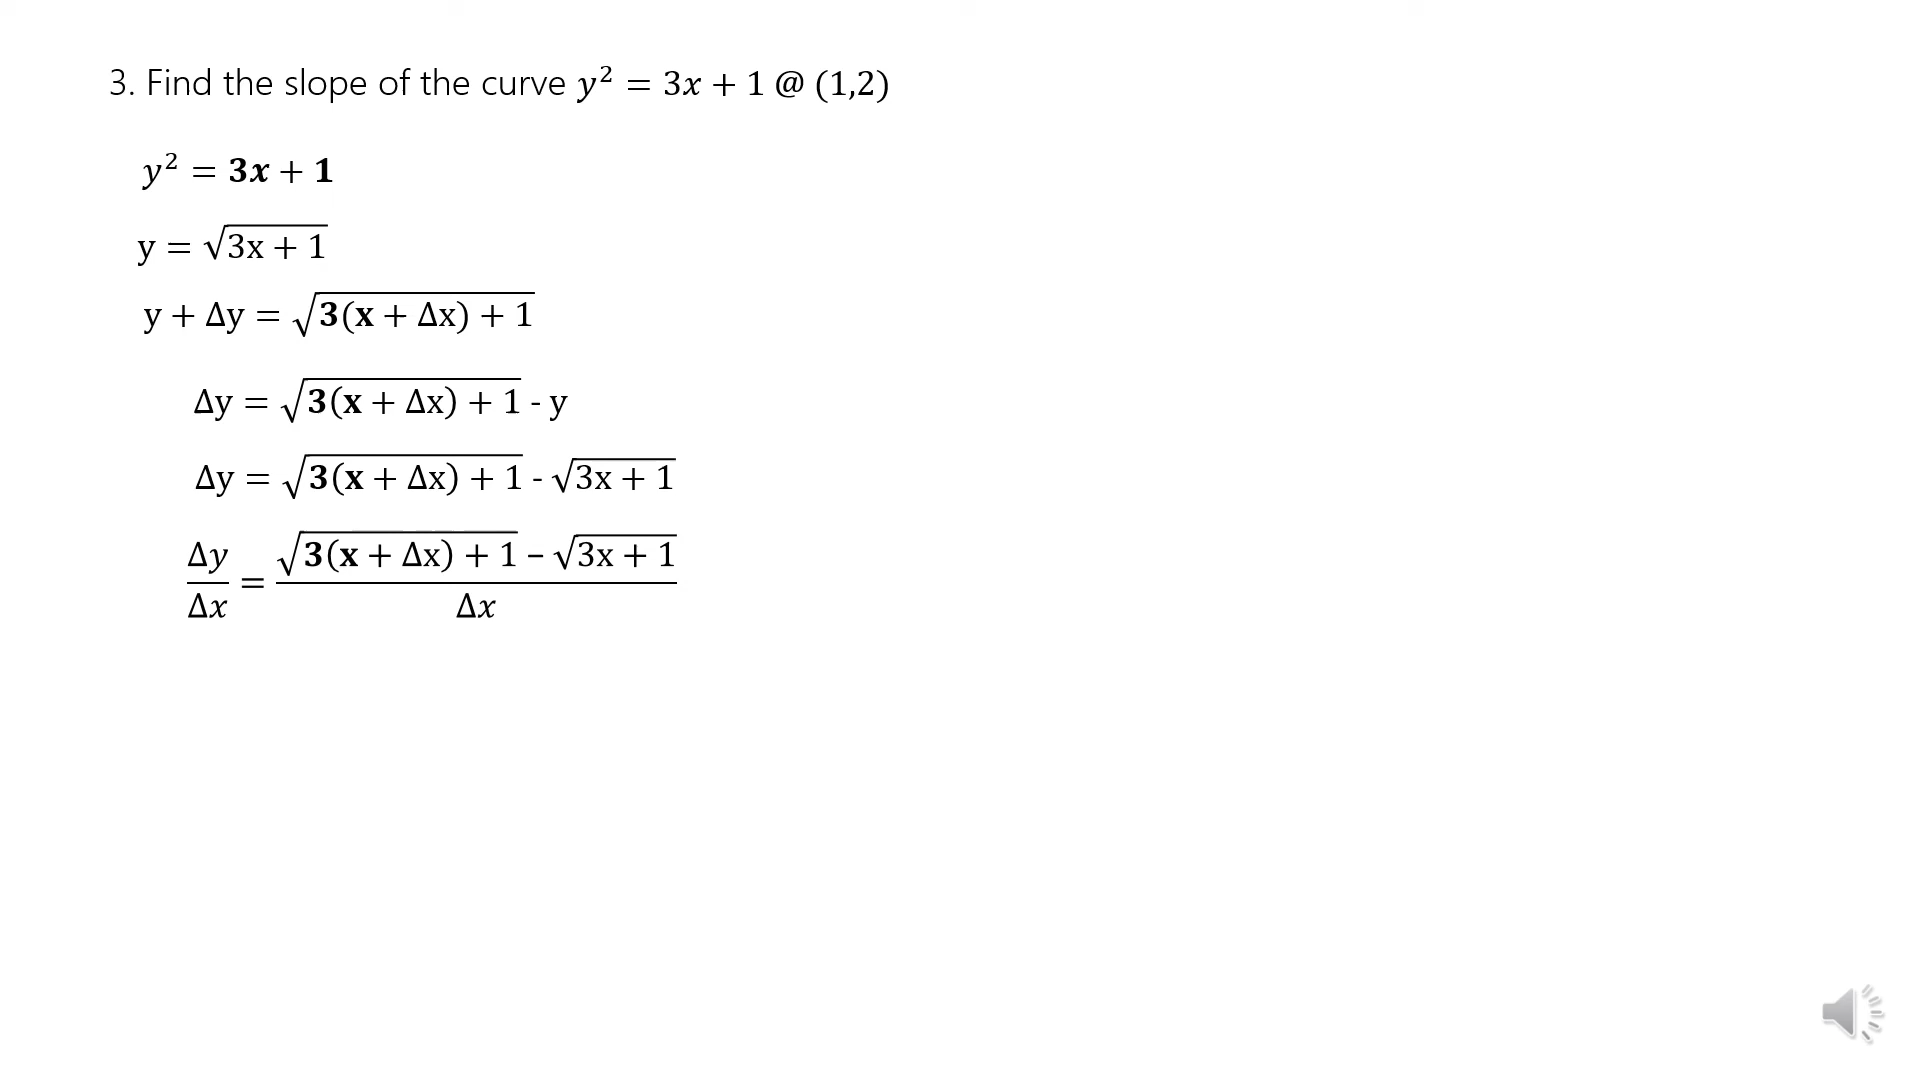 3. Find the slope of the curve y² = 3x + 1 @ (1,2)
y² = 3x + 1
y = √(3x + 1)
y + Δy = √(3(x + Δx) + 1)
Δy = √(3(x + Δx) + 1) - y
Δy = √(3(x + Δx) + 1) - √(3x + 1)
Δy/Δx = (√(3(x + Δx) + 1) – √(3x + 1))/Δx